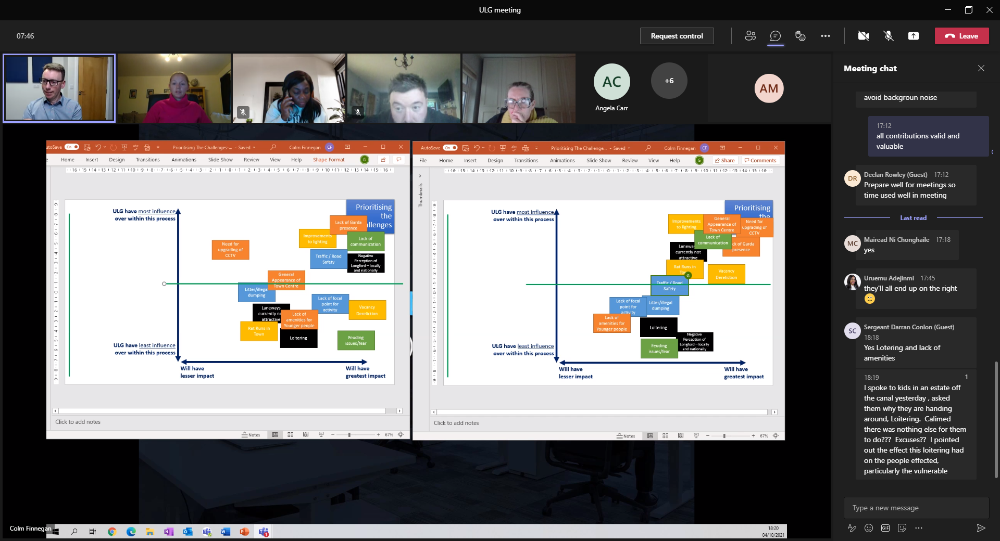 ULG meeting
07:46
Request control
Leave
AC
Angela Carr
+6
AM
AutoSave On
Prioritising The Challenges-... - Saved
Colm Finnegan CF
Home Insert Design Transitions Animations Slide Show Review View Help Shape Format G
Prioritising
the
allenges
ULG have most influence
over within this process
Lack of Garda
presence
Improvements
to lighting
Lack of
communication
Need for
upgrading of
CCTV
Traffic / Road
Safety
Negative
Perception of
Longford – locally
and nationally
General
Appearance of
Town Centre
Litter/illegal
dumping
Lack of focal
point for
activity
Vacancy
Dereliction
Laneways
currently not
attractive
Lack of
amenities for
Younger people
Rat Runs in
Town
Loitering
Feuding
issues/fear
ULG have least influence
over within this process
Will have
lesser impact
Will have
greatest impact
Click to add notes
Notes
67%
AutoSave On
Prioritising The Challenge... - Saved
Colm Finnegan CF
File Home Insert Design Transitions Animations Slide Show Review View Help G Share Comments
Thumbnails
Prioritising
the
ULG have most influence
over within this process
Improvements
to lighting
General
Appearance of
Town Centre
Need for
upgrading of
CCTV
Lack of
communication
ck of Garda
presence
Laneways
currently not
attractive
Rat Runs in
Town
G
Vacancy
Dereliction
Traffic / Road
Safety
Lack of focal
point for
activity
Litter/illegal
dumping
Lack of
amenities for
Younger people
Loitering
Negative
Perception of
Longford – locally
and nationally
Feuding
issues/fear
ULG have least influence
over within this process
Will have
lesser impact
Will have
greatest impact
Click to add notes
Notes
67%
Colm Finnegan
18:20
04/10/2021
Meeting chat
avoid backgroun noise
17:12
all contributions valid and
valuable
DR
Declan Rowley (Guest) 17:12
Prepare well for meetings so
time used well in meeting
Last read
MC
Mairead Ni Chonghaile 17:18
yes
Uruemu Adejinmi 17:45
they'll all end up on the right
SC
Sergeant Darran Conlon (Guest)
18:18
Yes Lotering and lack of
amenities
18:19 1
I spoke to kids in an estate off
the canal yesterday , asked
them why they are handing
around, Loitering. Calimed
there was nothing else for them
to do??? Excuses?? I pointed
out the effect this loitering had
on the people effected,
particularly the vulnerable
Type a new message
GIF